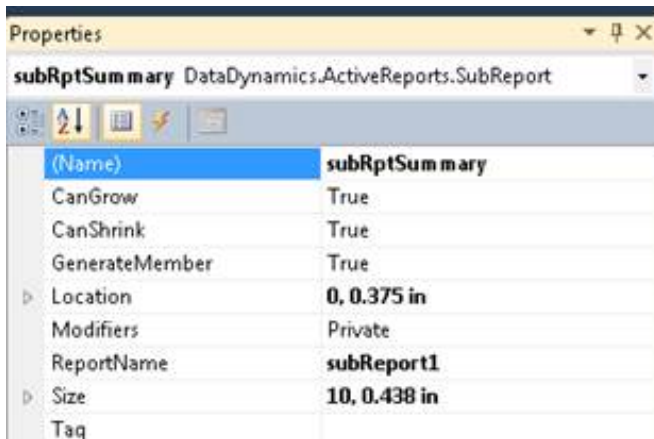 Properties
subRptSummary DataDynamics.ActiveReports.SubReport
(Name) subRptSummary
CanGrow True
CanShrink True
GenerateMember True
Location 0, 0.375 in
Modifiers Private
ReportName subReport1
Size 10, 0.438 in
Tag